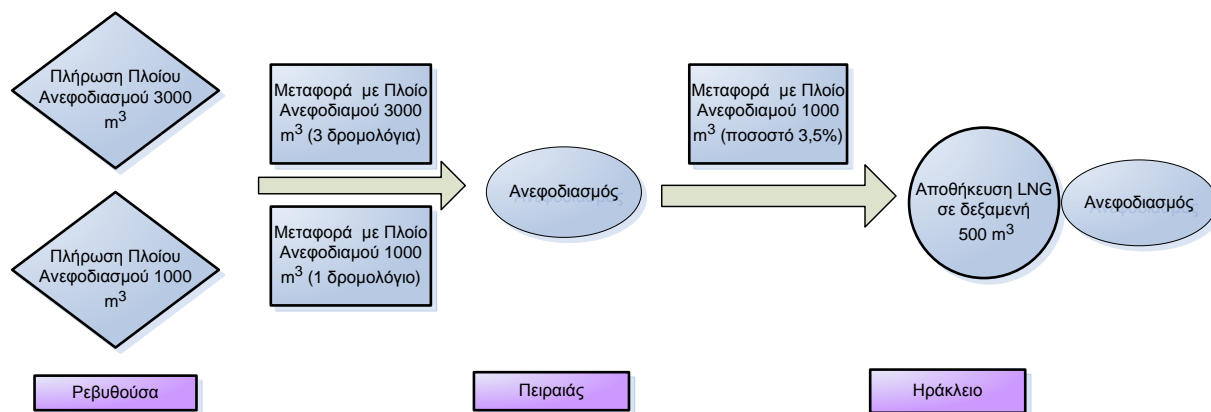 Πλήρωση Πλοίου
Ανεφοδιασμού 3000
m³
Πλήρωση Πλοίου
Ανεφοδιασμού 1000
m³
Μεταφορά με Πλοίο
Ανεφοδιαμού 3000
m³ (3 δρομολόγια)
Μεταφορά με Πλοίο
Ανεφοδιαμού 1000
m³ (1 δρομολόγιο)
Ανεφοδιασμός
Μεταφορά με Πλοίο
Ανεφοδιαμού 1000
m³ (ποσοστό 3,5%)
Αποθήκευση LNG
σε δεξαμενή
500 m³
Ανεφοδιασμός
Ρεβυθούσα
Πειραιάς
Ηράκλειο